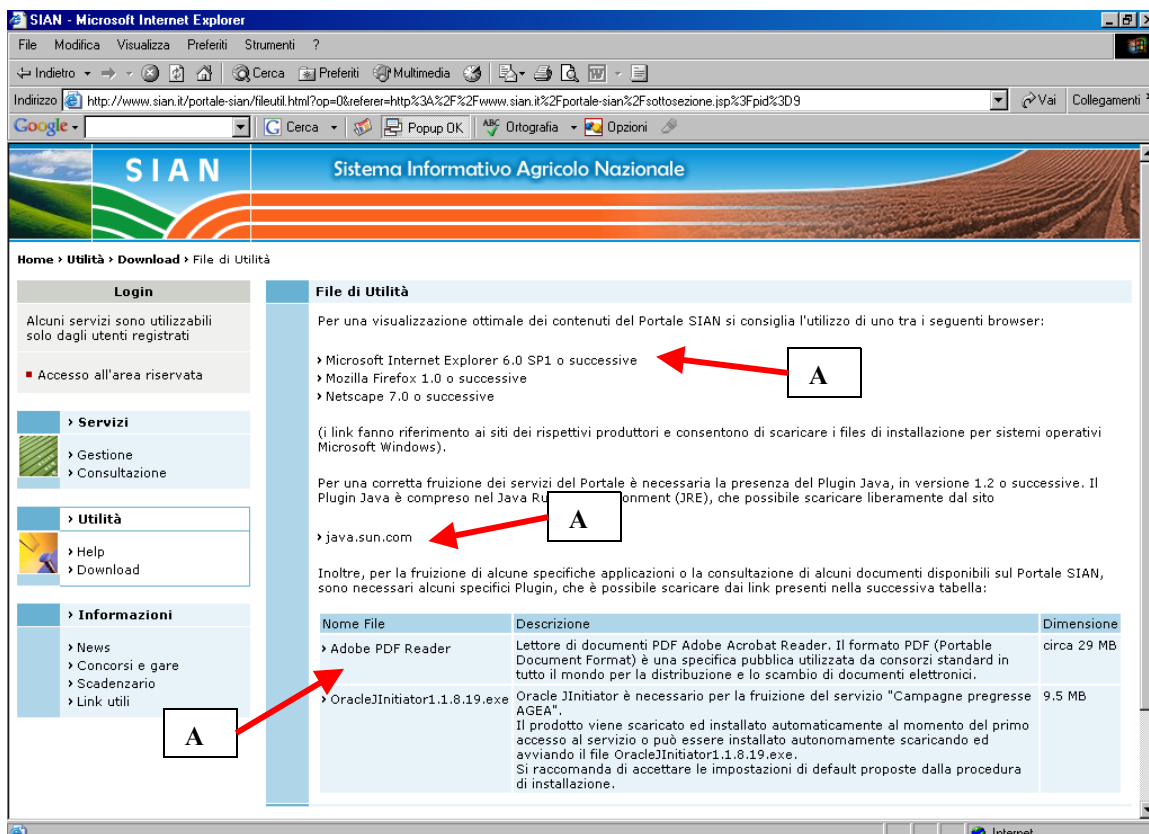 SIAN - Microsoft Internet Explorer
File Modifica Visualizza Preferiti Strumenti ?
Indietro Cerca Preferiti Multimedia
Indirizzo http://www.sian.it/portale-sian/fileutil.html?op=0&referer=http%3A%2F%2Fwww.sian.it%2Fportale-sian%2Fsottosezione.jsp%3Fpid%3D9 Vai Collegamenti
Google Cerca Popup OK ABC Ortografia Opzioni
SIAN Sistema Informativo Agricolo Nazionale
Home › Utilità › Download › File di Utilità
Login
Alcuni servizi sono utilizzabili
solo dagli utenti registrati
Accesso all'area riservata
› Servizi
› Gestione
› Consultazione
› Utilità
› Help
› Download
› Informazioni
› News
› Concorsi e gare
› Scadenzario
› Link utili
A
File di Utilità
Per una visualizzazione ottimale dei contenuti del Portale SIAN si consiglia l'utilizzo di uno tra i seguenti browser:
› Microsoft Internet Explorer 6.0 SP1 o successive
› Mozilla Firefox 1.0 o successive
› Netscape 7.0 o successive
A
(i link fanno riferimento ai siti dei rispettivi produttori e consentono di scaricare i files di installazione per sistemi operativi
Microsoft Windows).
Per una corretta fruizione dei servizi del Portale è necessaria la presenza del Plugin Java, in versione 1.2 o successive. Il
Plugin Java è compreso nel Java Ru onment (JRE), che possibile scaricare liberamente dal sito
A
› java.sun.com
Inoltre, per la fruizione di alcune specifiche applicazioni o la consultazione di alcuni documenti disponibili sul Portale SIAN,
sono necessari alcuni specifici Plugin, che è possibile scaricare dai link presenti nella successiva tabella:
Nome File Descrizione Dimensione
› Adobe PDF Reader Lettore di documenti PDF Adobe Acrobat Reader. Il formato PDF (Portable circa 29 MB
Document Format) è una specifica pubblica utilizzata da consorzi standard in
tutto il mondo per la distribuzione e lo scambio di documenti elettronici.
› OracleJInitiator1.1.8.19.exe Oracle JInitiator è necessario per la fruizione del servizio "Campagne pregresse 9.5 MB
AGEA".
Il prodotto viene scaricato ed installato automaticamente al momento del primo
accesso al servizio o può essere installato autonomamente scaricando ed
avviando il file OracleJInitiator1.1.8.19.exe.
Si raccomanda di accettare le impostazioni di default proposte dalla procedura
di installazione.
Internet